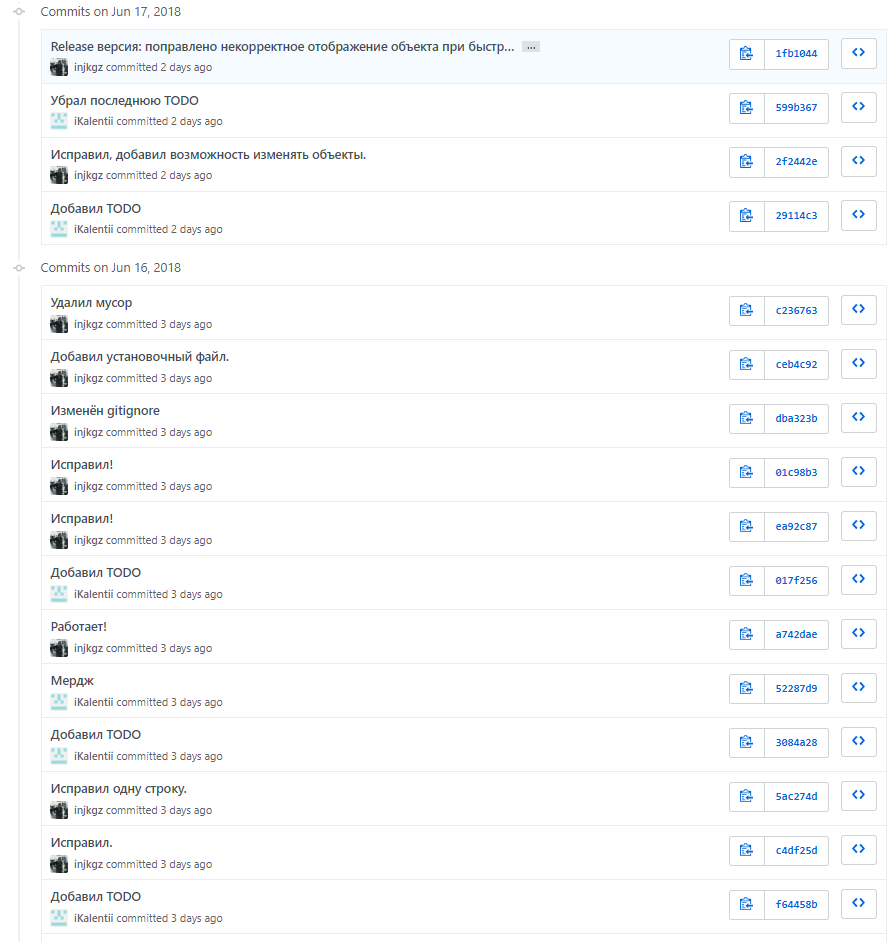 Commits on Jun 17, 2018
Release версия: поправлено некорректное отображение объекта при быстр... …
injkgz committed 2 days ago
1fb1044
Убрал последнюю TODO
iKalentii committed 2 days ago
599b367
Исправил, добавил возможность изменять объекты.
injkgz committed 2 days ago
2f2442e
Добавил TODO
iKalentii committed 2 days ago
29114c3
Commits on Jun 16, 2018
Удалил мусор
injkgz committed 3 days ago
c236763
Добавил установочный файл.
injkgz committed 3 days ago
ceb4c92
Изменён gitignore
injkgz committed 3 days ago
dba323b
Исправил!
injkgz committed 3 days ago
01c98b3
Исправил!
injkgz committed 3 days ago
ea92c87
Добавил TODO
iKalentii committed 3 days ago
017f256
Работает!
injkgz committed 3 days ago
a742dae
Мердж
iKalentii committed 3 days ago
52287d9
Добавил TODO
iKalentii committed 3 days ago
3084a28
Исправил одну строку.
injkgz committed 3 days ago
5ac274d
Исправил.
injkgz committed 3 days ago
c4df25d
Добавил TODO
iKalentii committed 3 days ago
f64458b